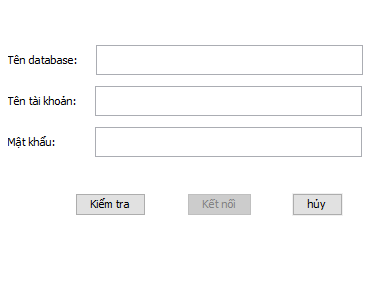 Tên database:
Tên tài khoản:
Mật khẩu:
Kiểm tra Kết nối hủy